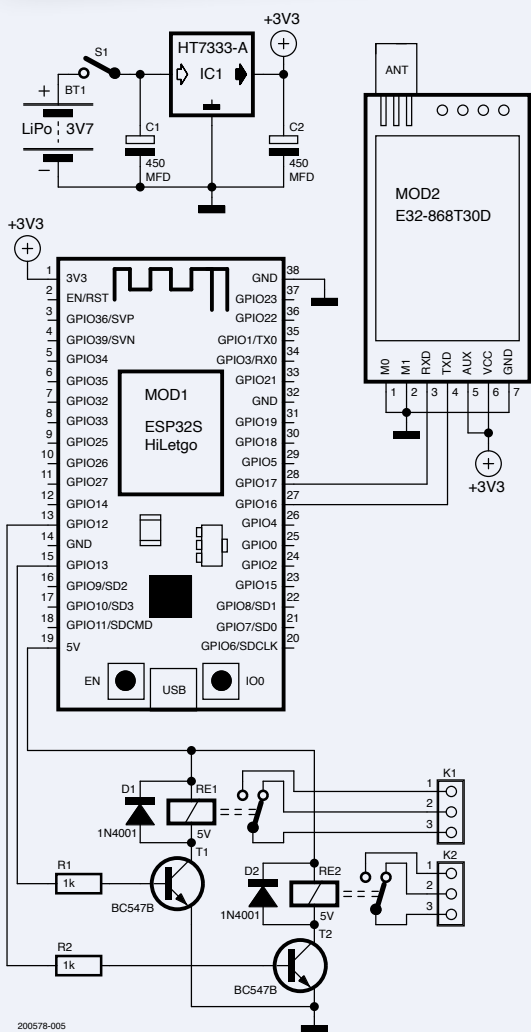 +3V3
S1
HT7333-A
IC1
+
BT1
LiPo 3V7
–
C1
450
MFD
C2
450
MFD
ANT
MOD2
E32-868T30D
M0
M1
RXD
TXD
AUX
VCC
GND
1
2
3
4
5
6
7
+3V3
+3V3
MOD1
ESP32S
HiLetgo
1 3V3
2 EN/RST
3 GPIO36/SVP
4 GPIO39/SVN
5 GPIO34
6 GPIO35
7 GPIO32
8 GPIO33
9 GPIO25
10 GPIO26
11 GPIO27
12 GPIO14
13 GPIO12
14 GND
15 GPIO13
16 GPIO9/SD2
17 GPIO10/SD3
18 GPIO11/SDCMD
19 5V
GND 38
GPIO23 37
GPIO22 36
GPIO1/TX0 35
GPIO3/RX0 34
GPIO21 33
GND 32
GPIO19 31
GPIO18 30
GPIO5 29
GPIO17 28
GPIO16 27
GPIO4 26
GPIO0 25
GPIO2 24
GPIO15 23
GPIO8/SD1 22
GPIO7/SD0 21
GPIO6/SDCLK 20
EN
USB
IO0
D1
1N4001
RE1
5V
T1
BC547B
R1
1k
K1
1
2
3
D2
1N4001
RE2
5V
T2
BC547B
R2
1k
K2
1
2
3
200578-005